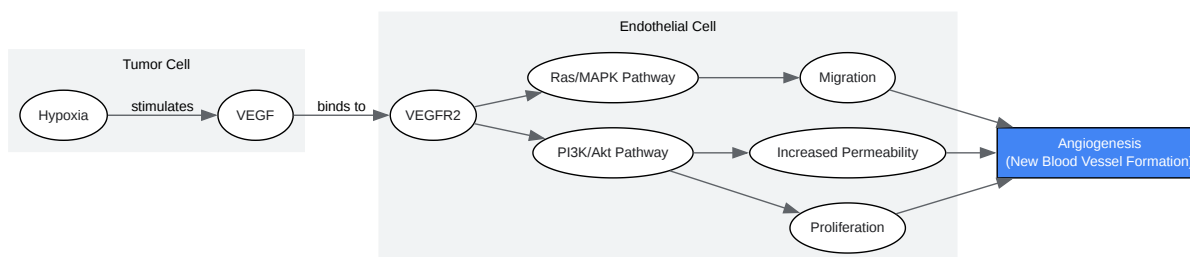 Endothelial Cell
Tumor Cell
Ras/MAPK Pathway
Migration
Hypoxia
stimulates
VEGF
binds to
VEGFR2
PI3K/Akt Pathway
Increased Permeability
Angiogenesis
(New Blood Vessel Formation)
Proliferation